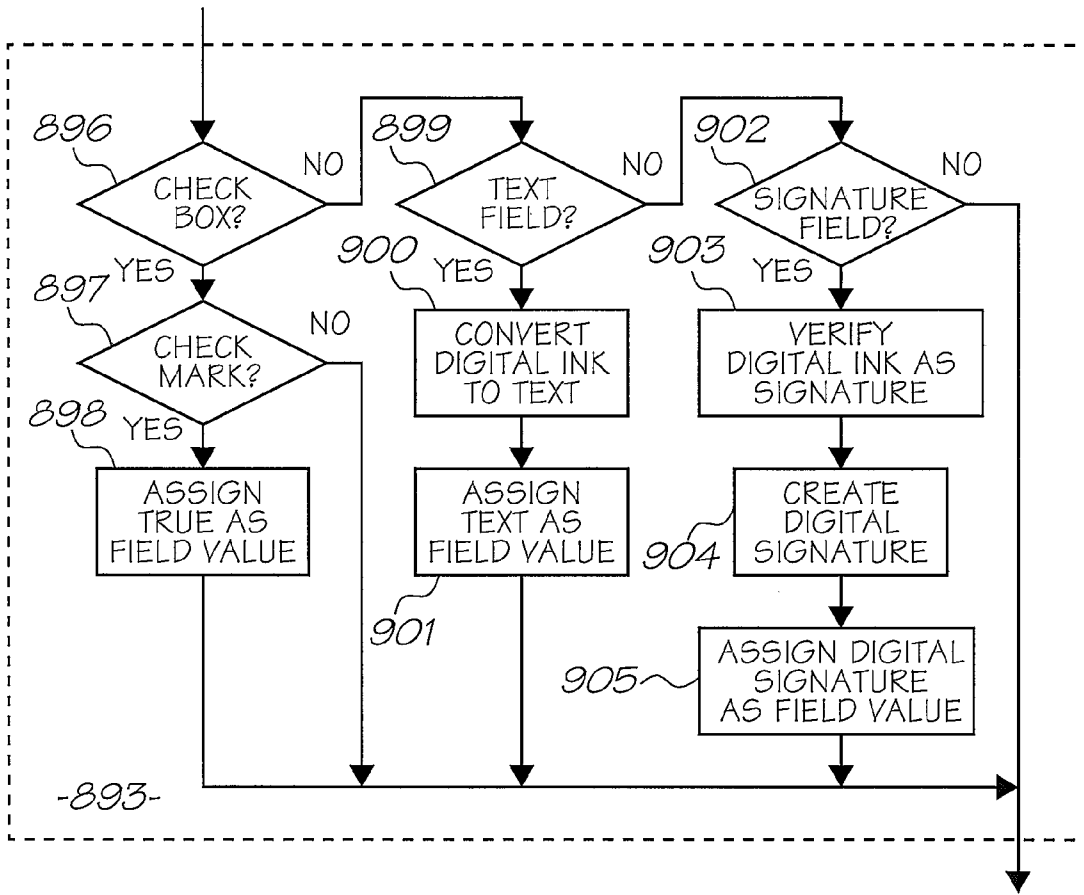 896
CHECK
BOX?
NO
YES
897
CHECK
MARK?
NO
YES
898
ASSIGN
TRUE AS
FIELD VALUE
899
TEXT
FIELD?
NO
YES
900
CONVERT
DIGITAL INK
TO TEXT
ASSIGN
TEXT AS
FIELD VALUE
901
902
SIGNATURE
FIELD?
NO
YES
903
VERIFY
DIGITAL INK AS
SIGNATURE
CREATE
DIGITAL
SIGNATURE
904
ASSIGN DIGITAL
SIGNATURE
AS FIELD VALUE
905
-893-